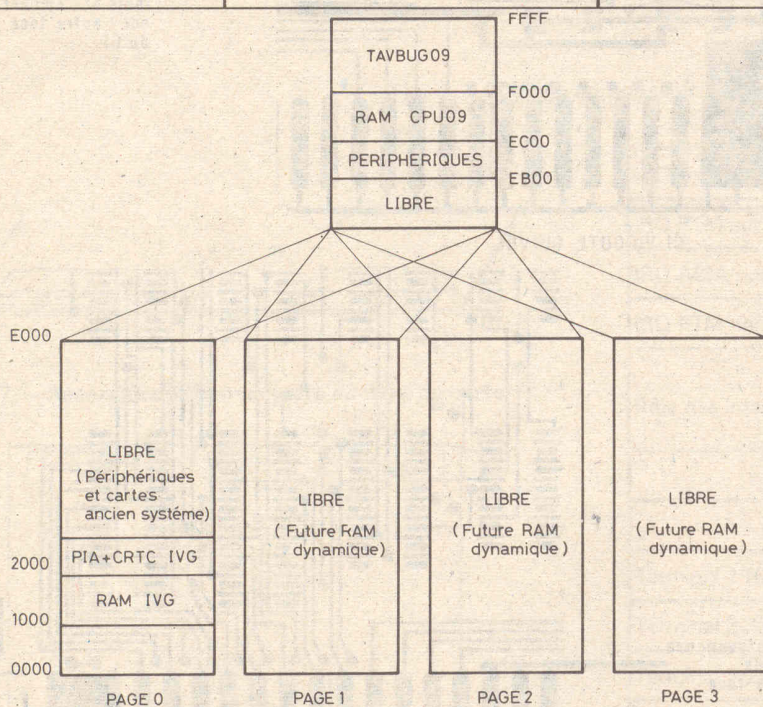 FFFF
TAVBUG09
F000
RAM CPU09
EC00
PERIPHERIQUES
EB00
LIBRE
E000
LIBRE
(Périphériques
et cartes
ancien systéme)
2000
PIA+CRTC IVG
RAM IVG
1000
0000
PAGE 0
LIBRE
(Future RAM
dynamique)
PAGE 1
LIBRE
(Future RAM
dynamique)
PAGE 2
LIBRE
(Future RAM
dynamique)
PAGE 3